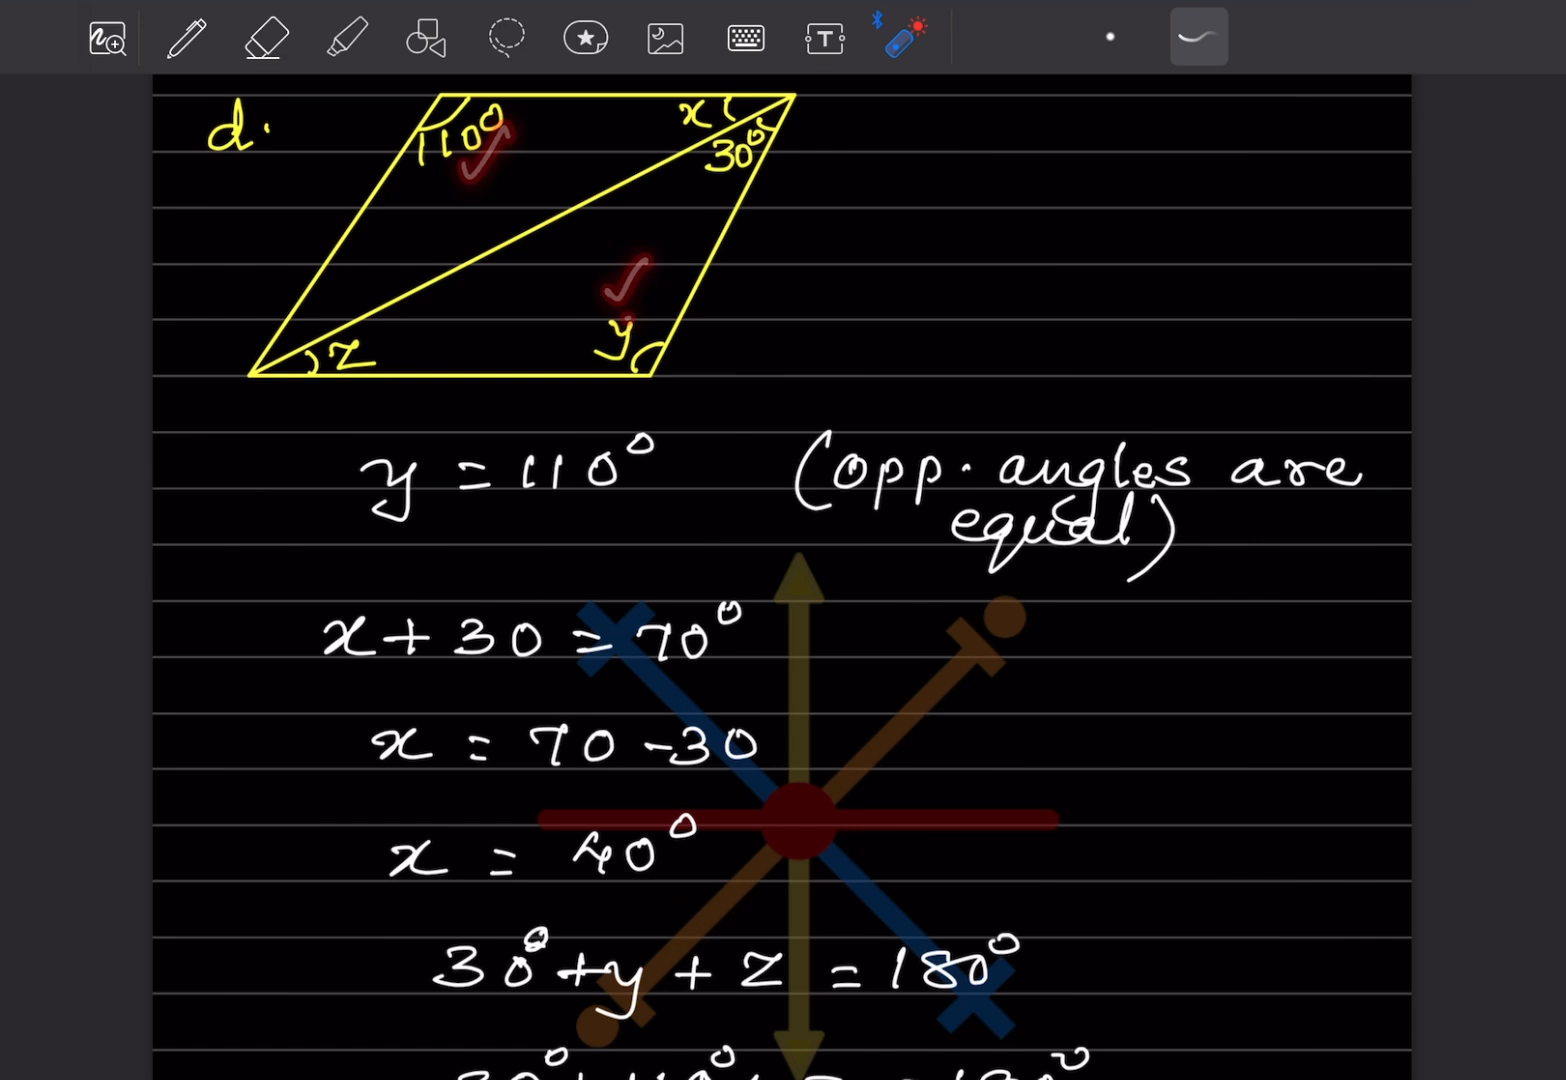 d.
110°
x
30°
z
y
y = 110° (opp. angles are
equal)
x + 30 = 70°
x = 70 - 30
x = 40°
30° + y + z = 180°